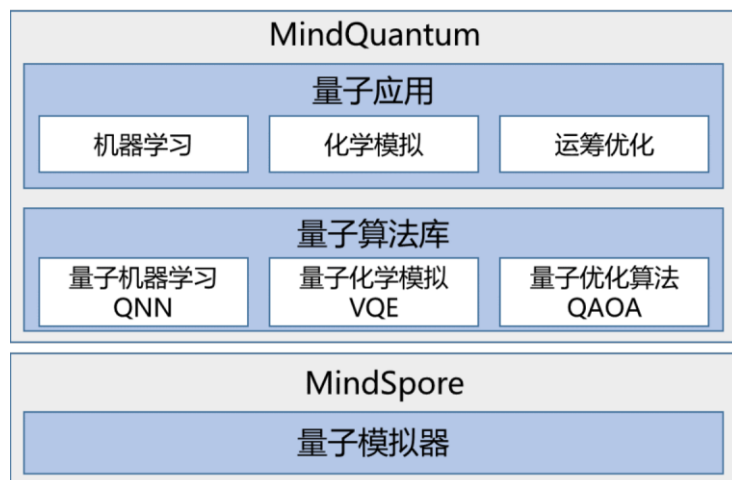 MindQuantum
量子应用
机器学习
化学模拟
运筹优化
量子算法库
量子机器学习
QNN
量子化学模拟
VQE
量子优化算法
QAOA
MindSpore
量子模拟器